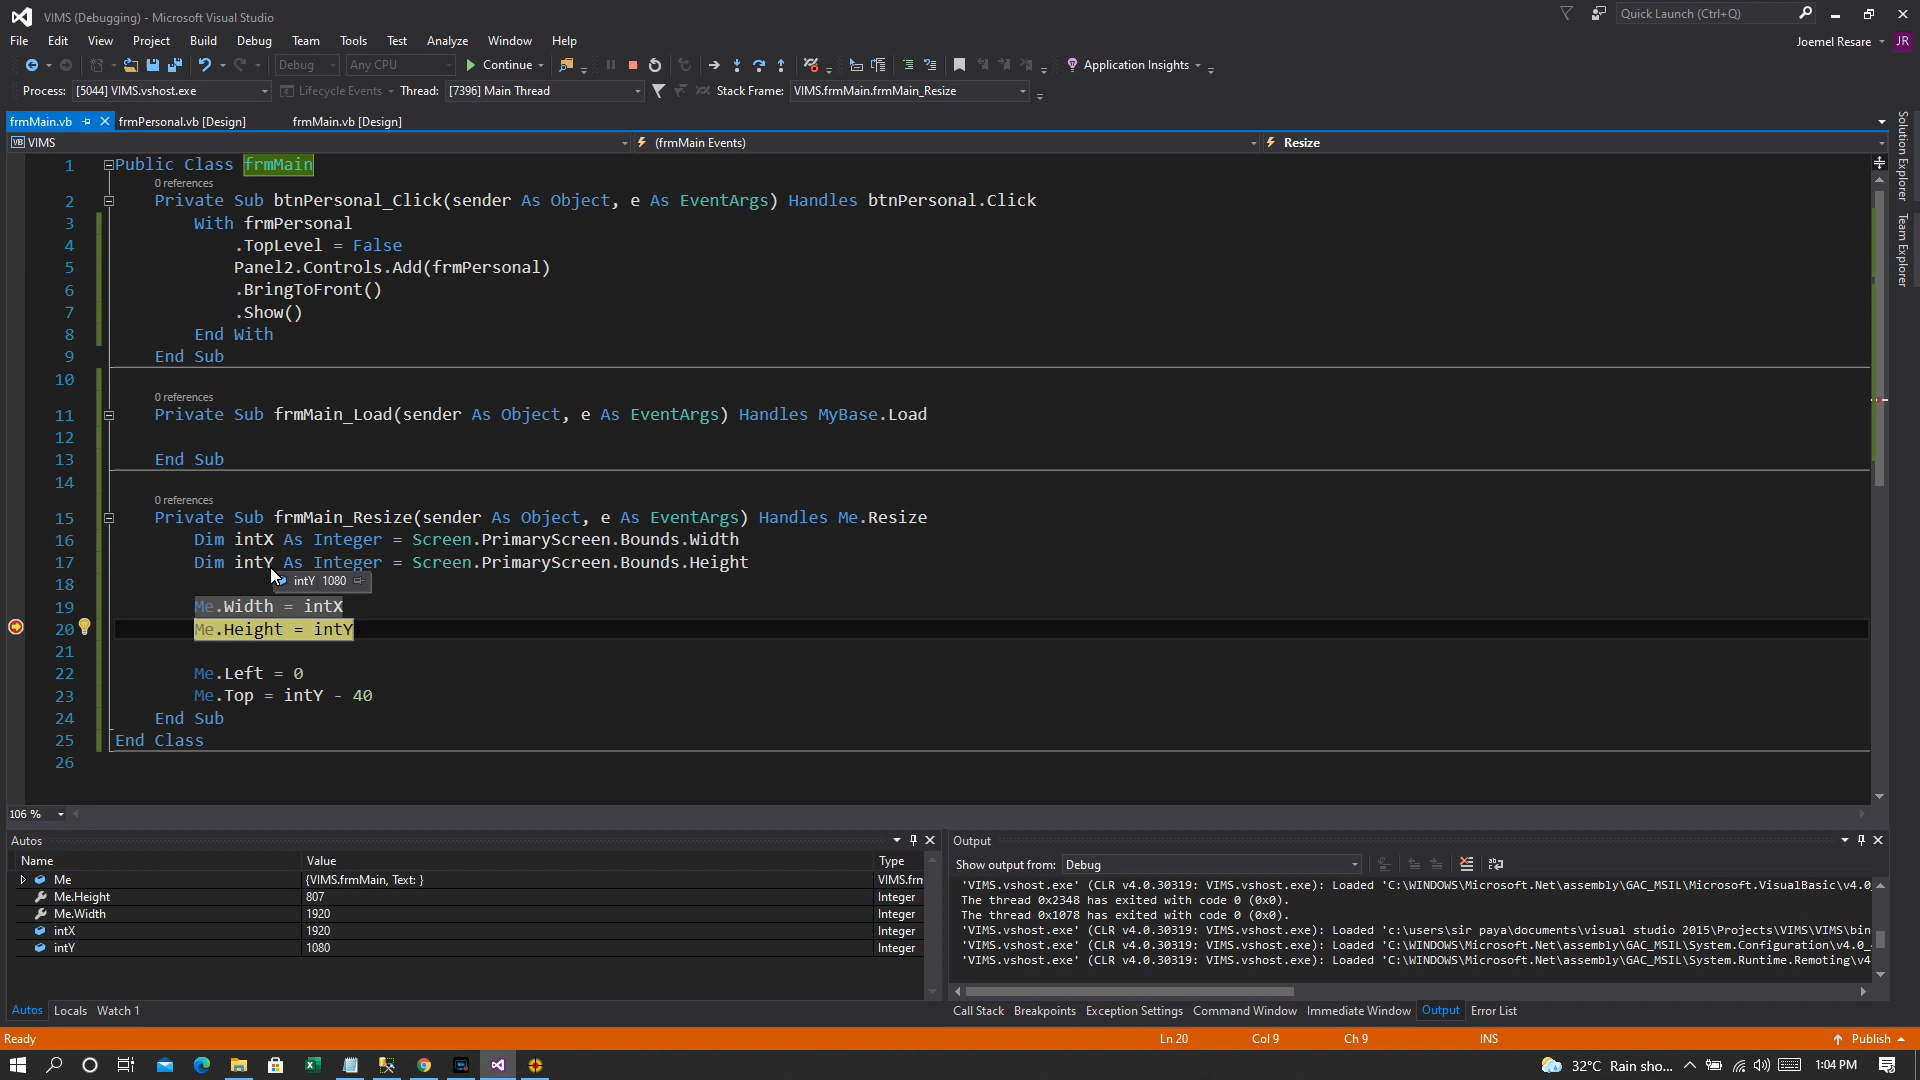 VIMS (Debugging) - Microsoft Visual Studio
Quick Launch (Ctrl+Q)
File Edit View Project Build Debug Team Tools Test Analyze Window Help
Joemel Resare JR
Debug Any CPU Continue Application Insights
Process: [5044] VIMS.vshost.exe Lifecycle Events Thread: [7396] Main Thread Stack Frame: VIMS.frmMain.frmMain_Resize
frmMain.vb frmPersonal.vb [Design] frmMain.vb [Design]
VB VIMS (frmMain Events) Resize
Solution Explorer
Team Explorer
1 Public Class frmMain
0 references
2 Private Sub btnPersonal_Click(sender As Object, e As EventArgs) Handles btnPersonal.Click
3 With frmPersonal
4 .TopLevel = False
5 Panel2.Controls.Add(frmPersonal)
6 .BringToFront()
7 .Show()
8 End With
9 End Sub
10
0 references
11 Private Sub frmMain_Load(sender As Object, e As EventArgs) Handles MyBase.Load
12
13 End Sub
14
0 references
15 Private Sub frmMain_Resize(sender As Object, e As EventArgs) Handles Me.Resize
16 Dim intX As Integer = Screen.PrimaryScreen.Bounds.Width
17 Dim intY As Integer = Screen.PrimaryScreen.Bounds.Height
18 intY 1080
19 Me.Width = intX
20 Me.Height = intY
21
22 Me.Left = 0
23 Me.Top = intY - 40
24 End Sub
25 End Class
26
106 %
Autos
Name Value Type
Me {VIMS.frmMain, Text: } VIMS.frm
Me.Height 807 Integer
Me.Width 1920 Integer
intX 1920 Integer
intY 1080 Integer
Autos Locals Watch 1
Output
Show output from: Debug
'VIMS.vshost.exe' (CLR v4.0.30319: VIMS.vshost.exe): Loaded 'C:\WINDOWS\Microsoft.Net\assembly\GAC_MSIL\Microsoft.VisualBasic\v4.0_
The thread 0x2348 has exited with code 0 (0x0).
The thread 0x1078 has exited with code 0 (0x0).
'VIMS.vshost.exe' (CLR v4.0.30319: VIMS.vshost.exe): Loaded 'c:\users\sir paya\documents\visual studio 2015\Projects\VIMS\VIMS\bin
'VIMS.vshost.exe' (CLR v4.0.30319: VIMS.vshost.exe): Loaded 'C:\WINDOWS\Microsoft.Net\assembly\GAC_MSIL\System.Configuration\v4.0_
'VIMS.vshost.exe' (CLR v4.0.30319: VIMS.vshost.exe): Loaded 'C:\WINDOWS\Microsoft.Net\assembly\GAC_MSIL\System.Runtime.Remoting\v4
Call Stack Breakpoints Exception Settings Command Window Immediate Window Output Error List
Ready Ln 20 Col 9 Ch 9 INS Publish
32°C Rain sho... 1:04 PM